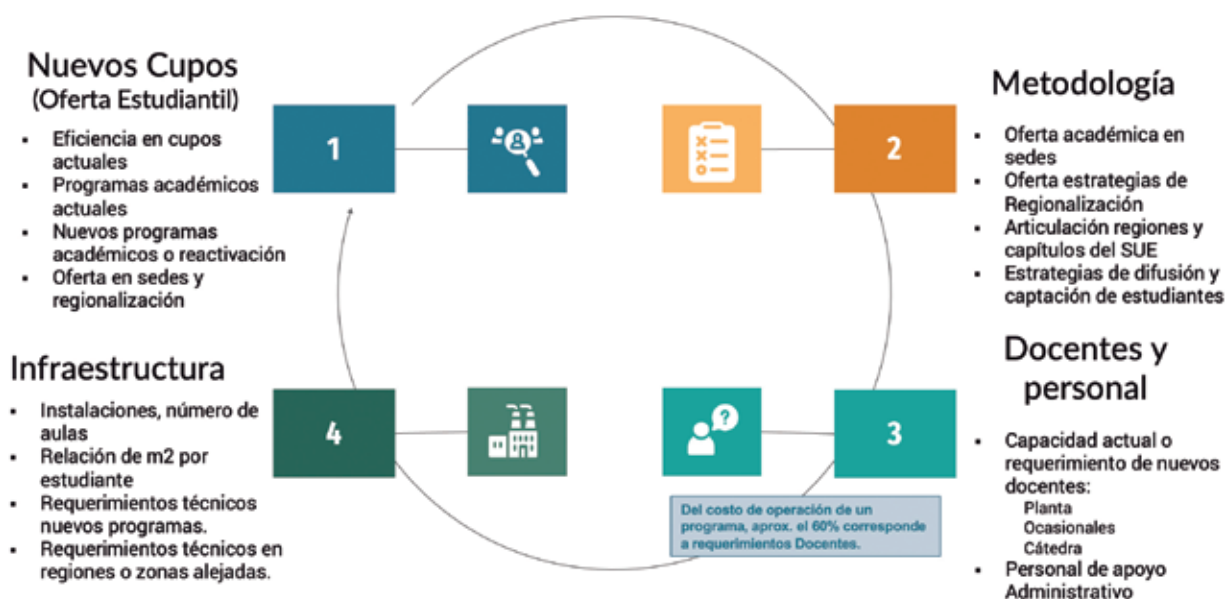 Nuevos Cupos
(Oferta Estudiantil)
▪ Eficiencia en cupos
actuales
▪ Programas académicos
actuales
▪ Nuevos programas
académicos o reactivación
▪ Oferta en sedes y
regionalización
1
2
Metodología
▪ Oferta académica en
sedes
▪ Oferta estrategias de
Regionalización
▪ Articulación regiones y
capítulos del SUE
▪ Estrategias de difusión y
captación de estudiantes
Infraestructura
▪ Instalaciones, número de
aulas
▪ Relación de m2 por
estudiante
▪ Requerimientos técnicos
nuevos programas.
▪ Requerimientos técnicos en
regiones o zonas alejadas.
4
?
3
Del costo de operación de un
programa, aprox. el 60% corresponde
a requerimientos Docentes.
Docentes y
personal
▪ Capacidad actual o
requerimiento de nuevos
docentes:
Planta
Ocasionales
Cátedra
▪ Personal de apoyo
Administrativo